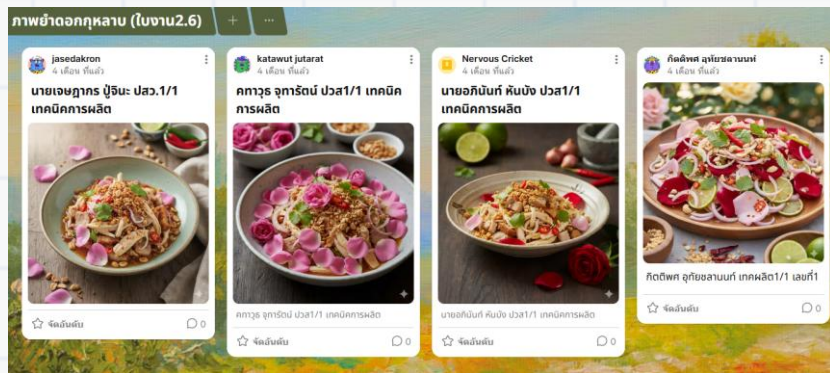 ภาพยำดอกกุหลาบ (ใบงาน2.6)
jasedakron
4 เดือน ที่แล้ว
นายเจษฎากร ปู่จินะ ปสว.1/1
เทคนิคการผลิต
จัดอันดับ
0
katawut jutarat
4 เดือน ที่แล้ว
คทาวุธ จุฑารัตน์ ปวส1/1 เทคนิค
การผลิต
คทาวุธ จุฑารัตน์ ปวส1/1 เทคนิคการผลิต
จัดอันดับ
0
Nervous Cricket
4 เดือน ที่แล้ว
นายอภินันท์ หันบัง ปวส1/1
เทคนิคการผลิต
นายอภินันท์ หันบัง ปวส1/1 เทคนิคการผลิต
จัดอันดับ
0
กิตติพศ อุทัยชลานนท์
4 เดือน ที่แล้ว
กิตติพศ อุทัยชลานนท์ เทคผลิต1/1 เลขที่1
จัดอันดับ
0